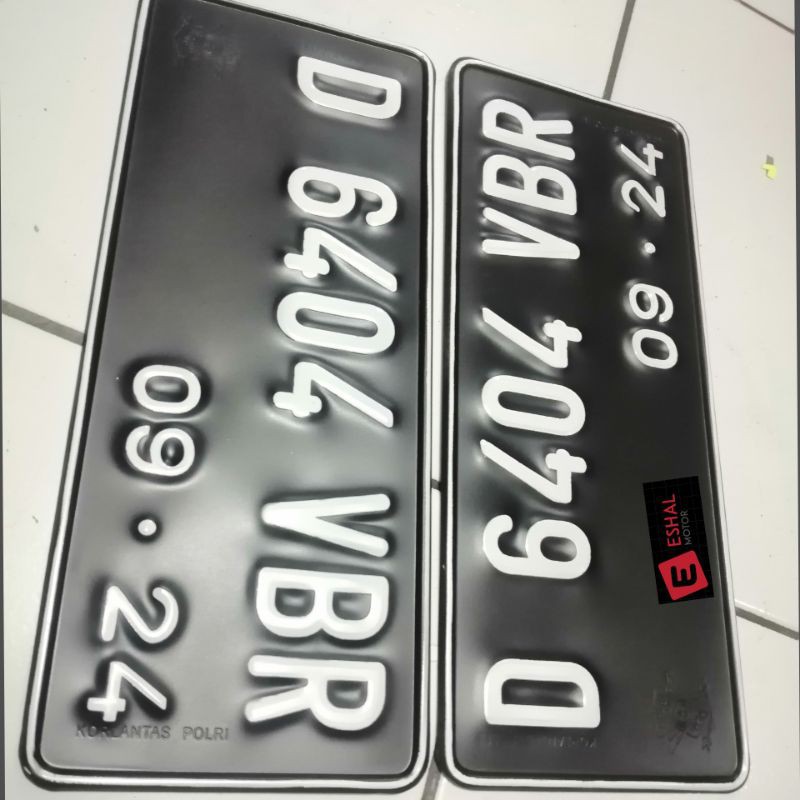 D 6404 VBR
09 • 24
KORLANTAS POLRI
D 6404 VBR
09 • 24
E ESHAL
MOTOR